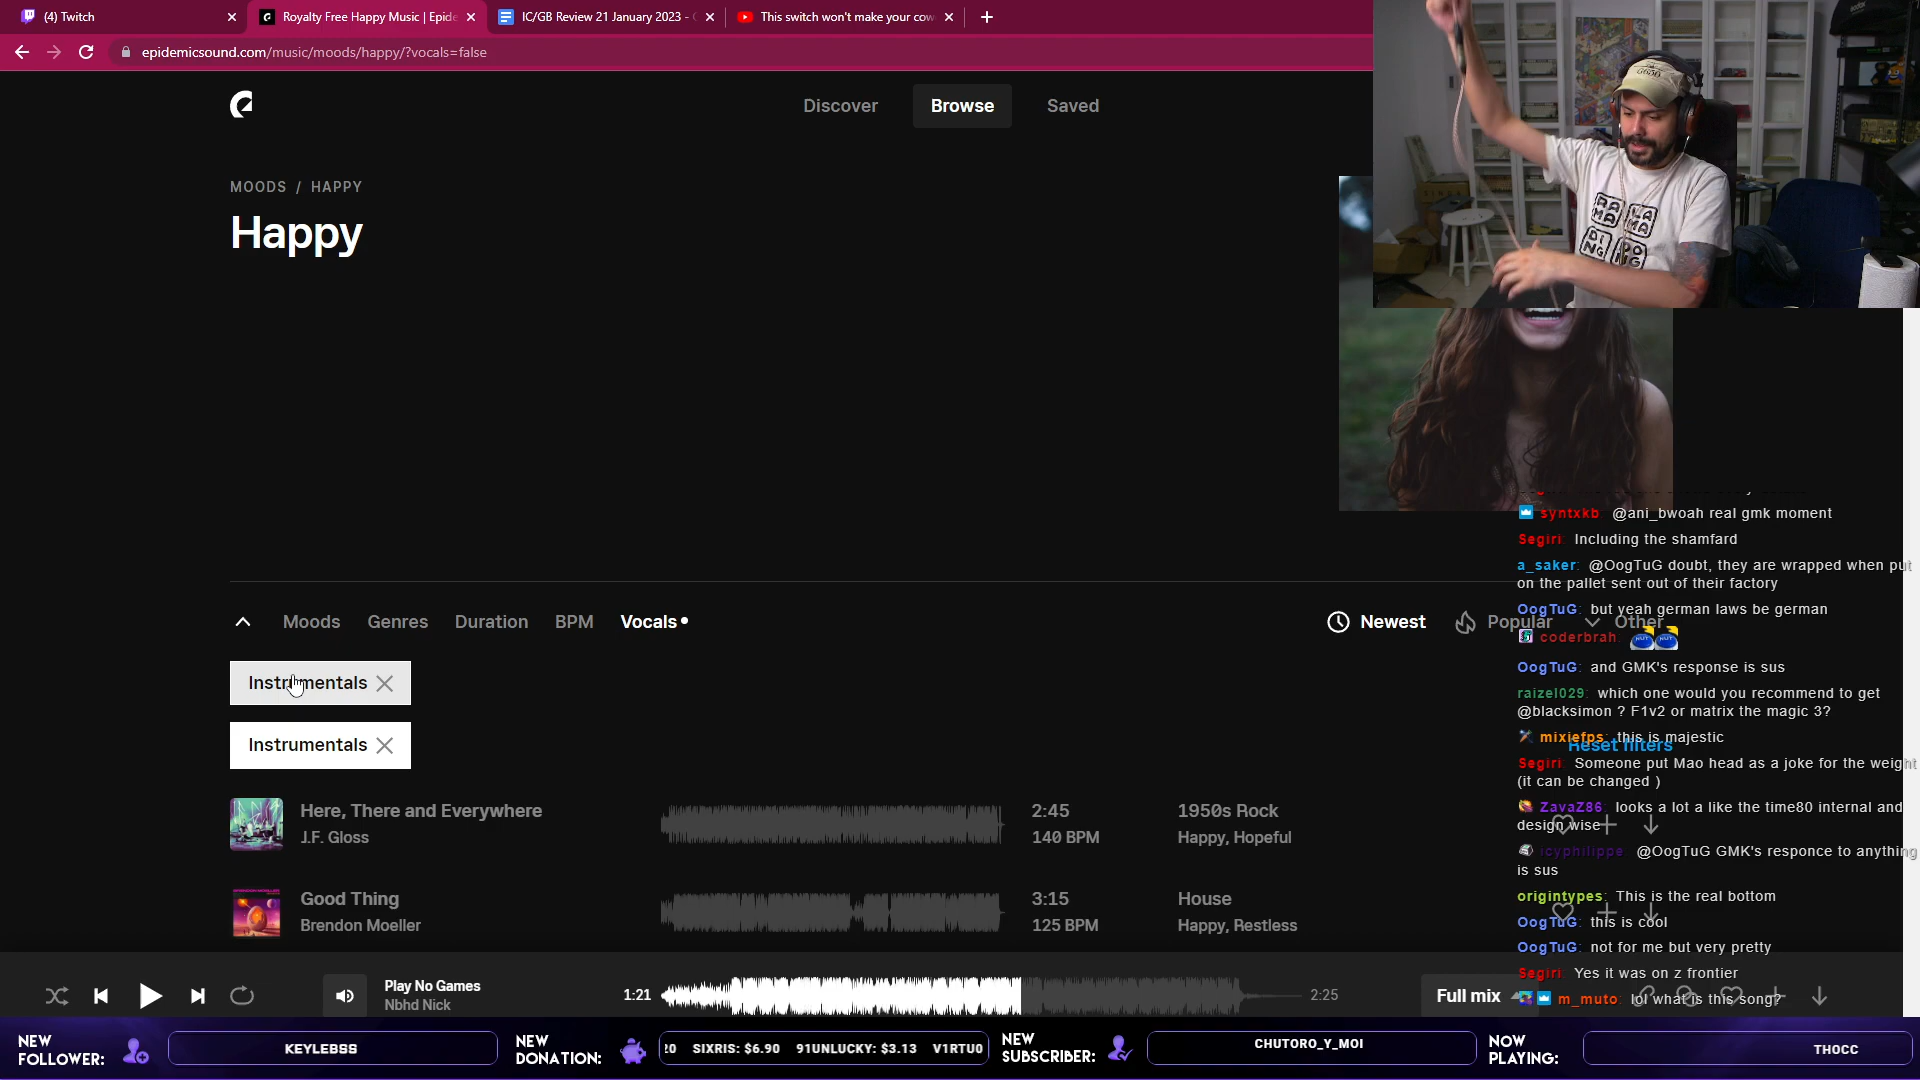 (4) Twitch
Royalty Free Happy Music | Epide
IC/GB Review 21 January 2023 -
This switch won't make your cow
epidemicsound.com/music/moods/happy/?vocals=false
Discover
Browse
Saved
MOODS / HAPPY
Happy
Moods
Genres
Duration
BPM
Vocals
Newest
Popular
Other
Instrumentals
Instrumentals
Reset filters
Here, There and Everywhere
J.F. Gloss
2:45
140 BPM
1950s Rock
Happy, Hopeful
Good Thing
Brendon Moeller
3:15
125 BPM
House
Happy, Restless
Play No Games
Nbhd Nick
1:21
2:25
Full mix
RA MA LA MA
DI NG DO NG
syntxkb: @ani_bwoah real gmk moment
Segiri: Including the shamfard
a_saker: @OogTuG doubt, they are wrapped when put
on the pallet sent out of their factory
OogTuG: but yeah german laws be german
coderbrah:
OogTuG: and GMK's response is sus
raizel029: which one would you recommend to get
@blacksimon ? F1v2 or matrix the magic 3?
mixiefps: this is majestic
Segiri: Someone put Mao head as a joke for the weight
(it can be changed )
ZavaZ86: looks a lot a like the time80 internal and
design wise
icyphilippe: @OogTuG GMK's responce to anything
is sus
origintypes: This is the real bottom
OogTuG: this is cool
OogTuG: not for me but very pretty
Segiri: Yes it was on z frontier
m_muto: lol what is this song?
NEW
FOLLOWER:
KEYLEBSS
NEW
DONATION:
20 SIXRIS: $6.90 91UNLUCKY: $3.13 V1RTU0
NEW
SUBSCRIBER:
CHUTORO_Y_MOI
NOW
PLAYING:
THOCC